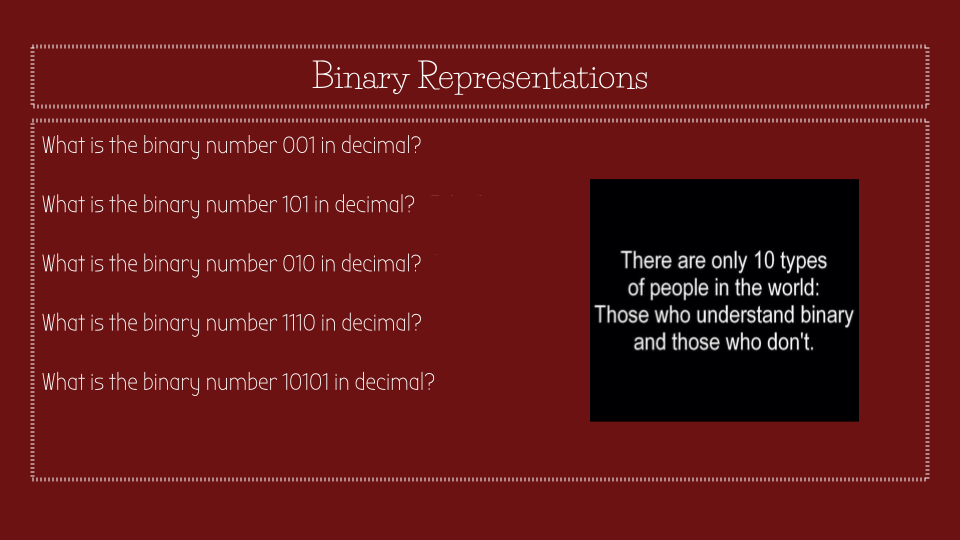 Binary Representations
What is the binary number 001 in decimal?
What is the binary number 101 in decimal?
What is the binary number 010 in decimal?
What is the binary number 1110 in decimal?
What is the binary number 10101 in decimal?
There are only 10 types
of people in the world:
Those who understand binary
and those who don't.